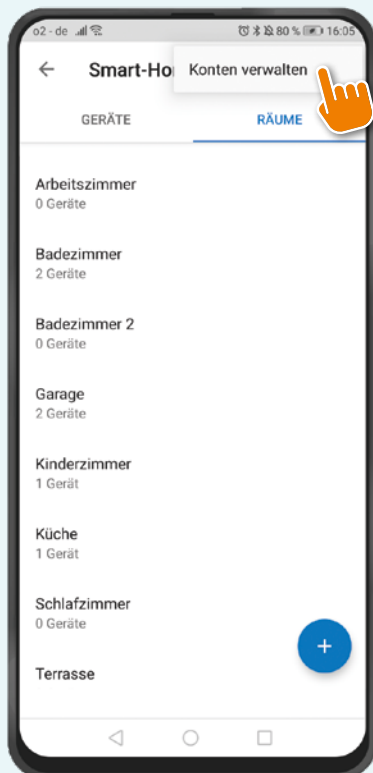 o2 - de 80 % 16:05
Smart-Ho Konten verwalten
GERÄTE RÄUME
Arbeitszimmer
0 Geräte
Badezimmer
2 Geräte
Badezimmer 2
0 Geräte
Garage
2 Geräte
Kinderzimmer
1 Gerät
Küche
1 Gerät
Schlafzimmer
0 Geräte
+
Terrasse